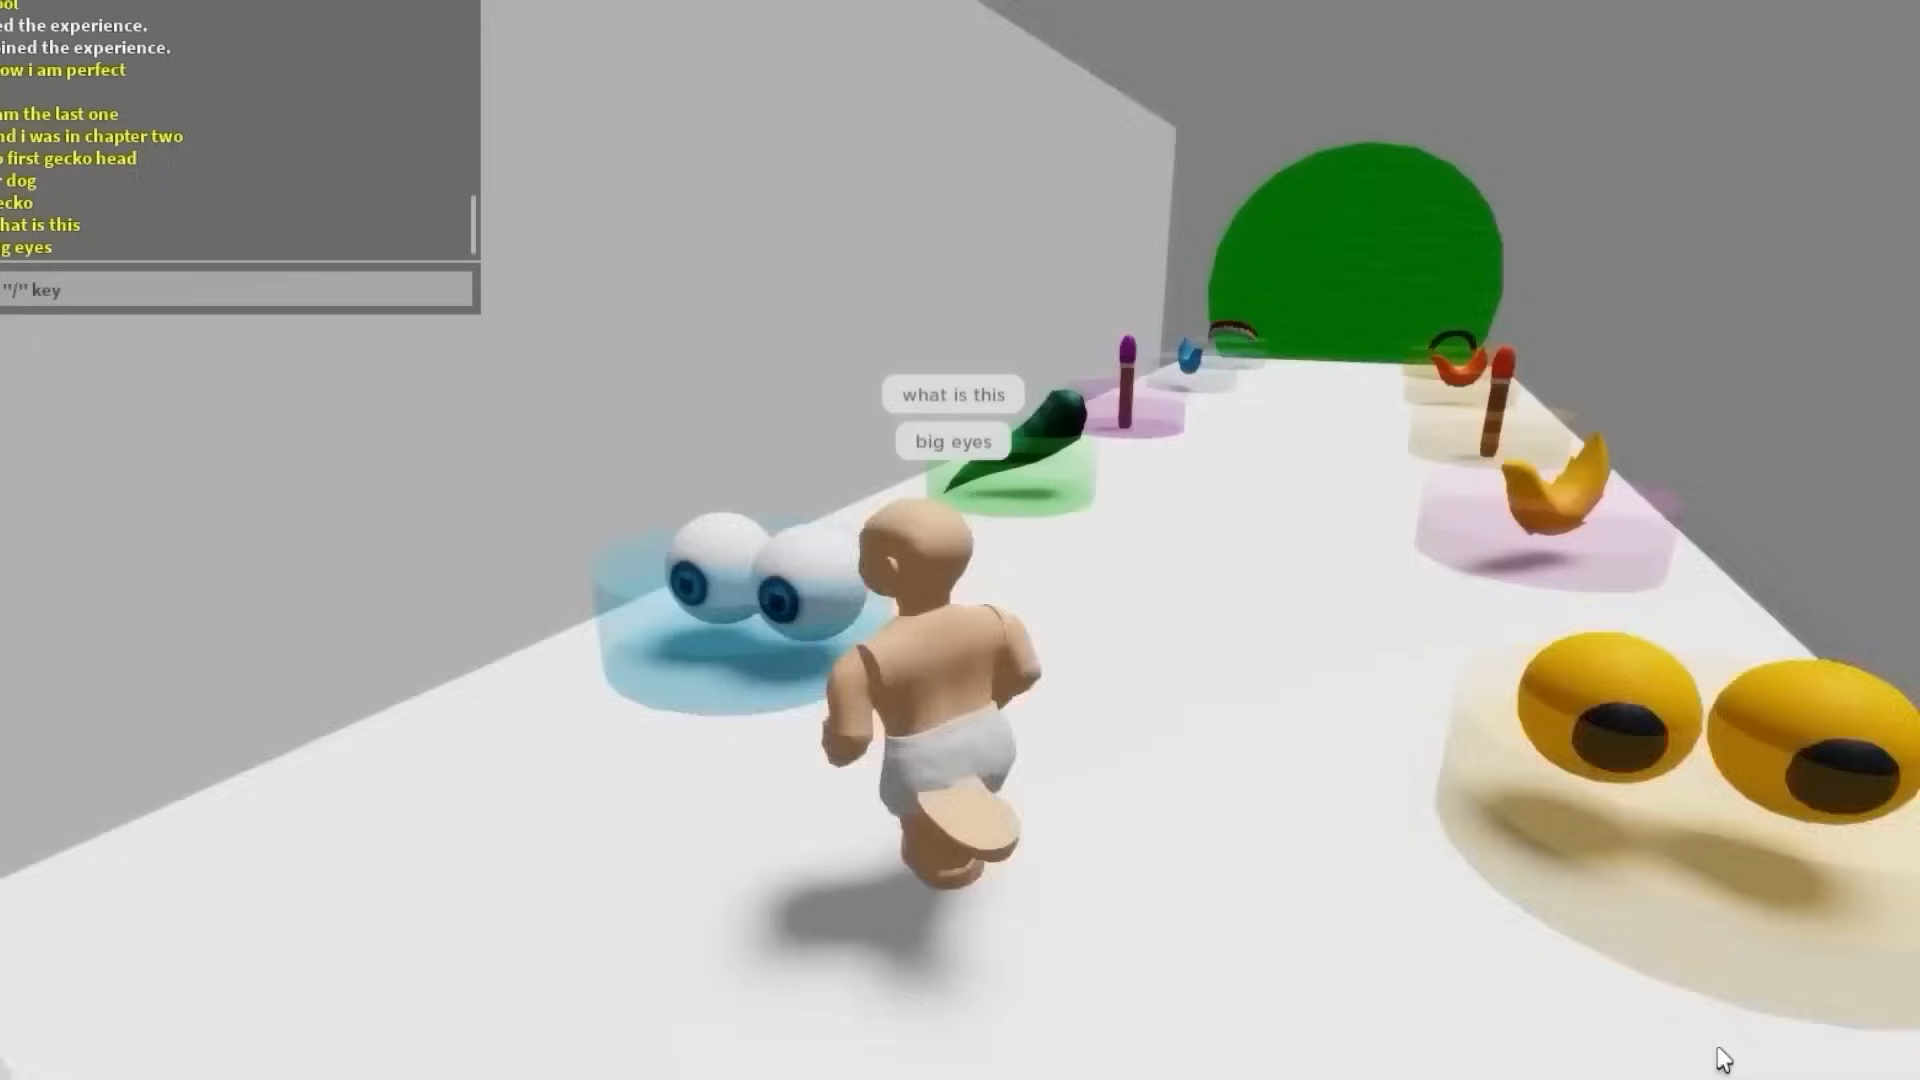 ed the experience.
ined the experience.
ow i am perfect
am the last one
nd i was in chapter two
first gecko head
dog
ecko
hat is this
g eyes
"/" key
what is this
big eyes